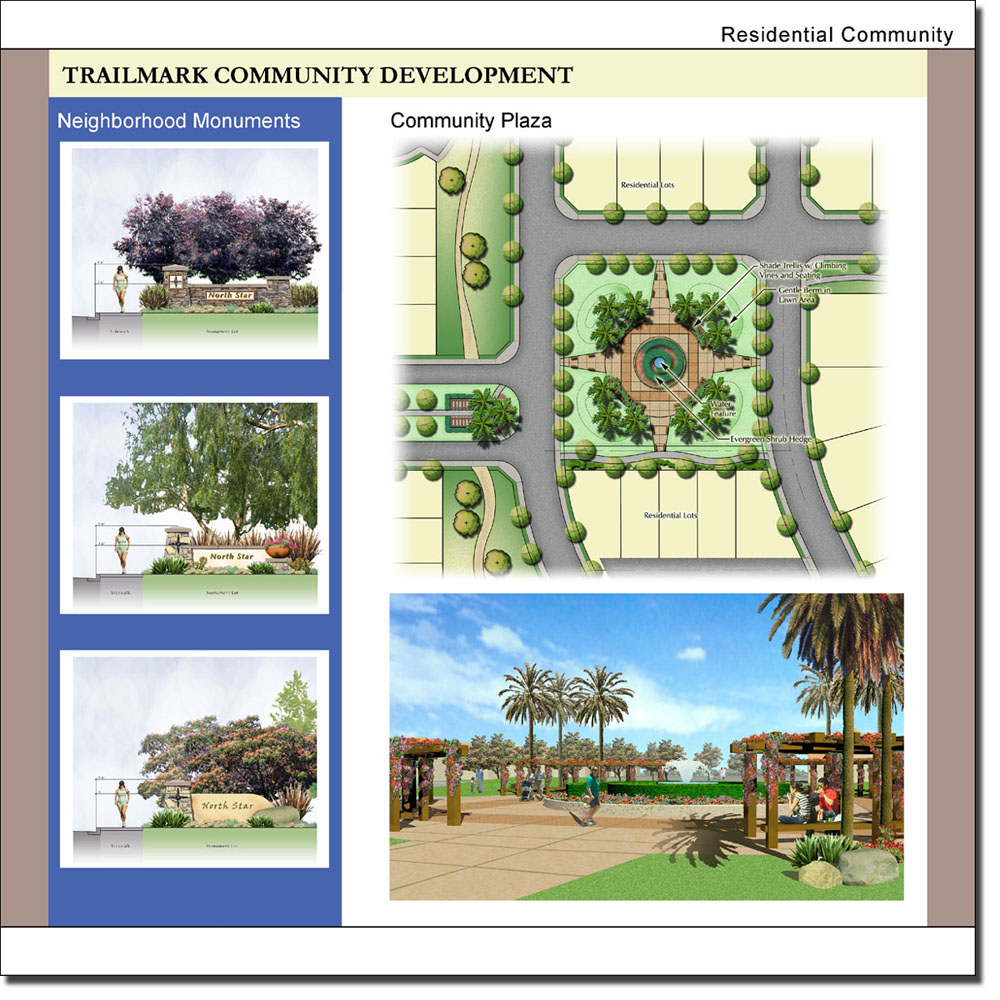 Residential Community
TRAILMARK COMMUNITY DEVELOPMENT
Neighborhood Monuments
North Star
Monument Lot
North Star
Sidewalk
Monument Lot
North Star
Sidewalk
Monument Lot
Community Plaza
Residential Lots
Shade Trellis w/ Climbing
Vines and Seating
Gentle Berm in
Lawn Area
Water
Feature
Evergreen Shrub Hedge
Residential Lots